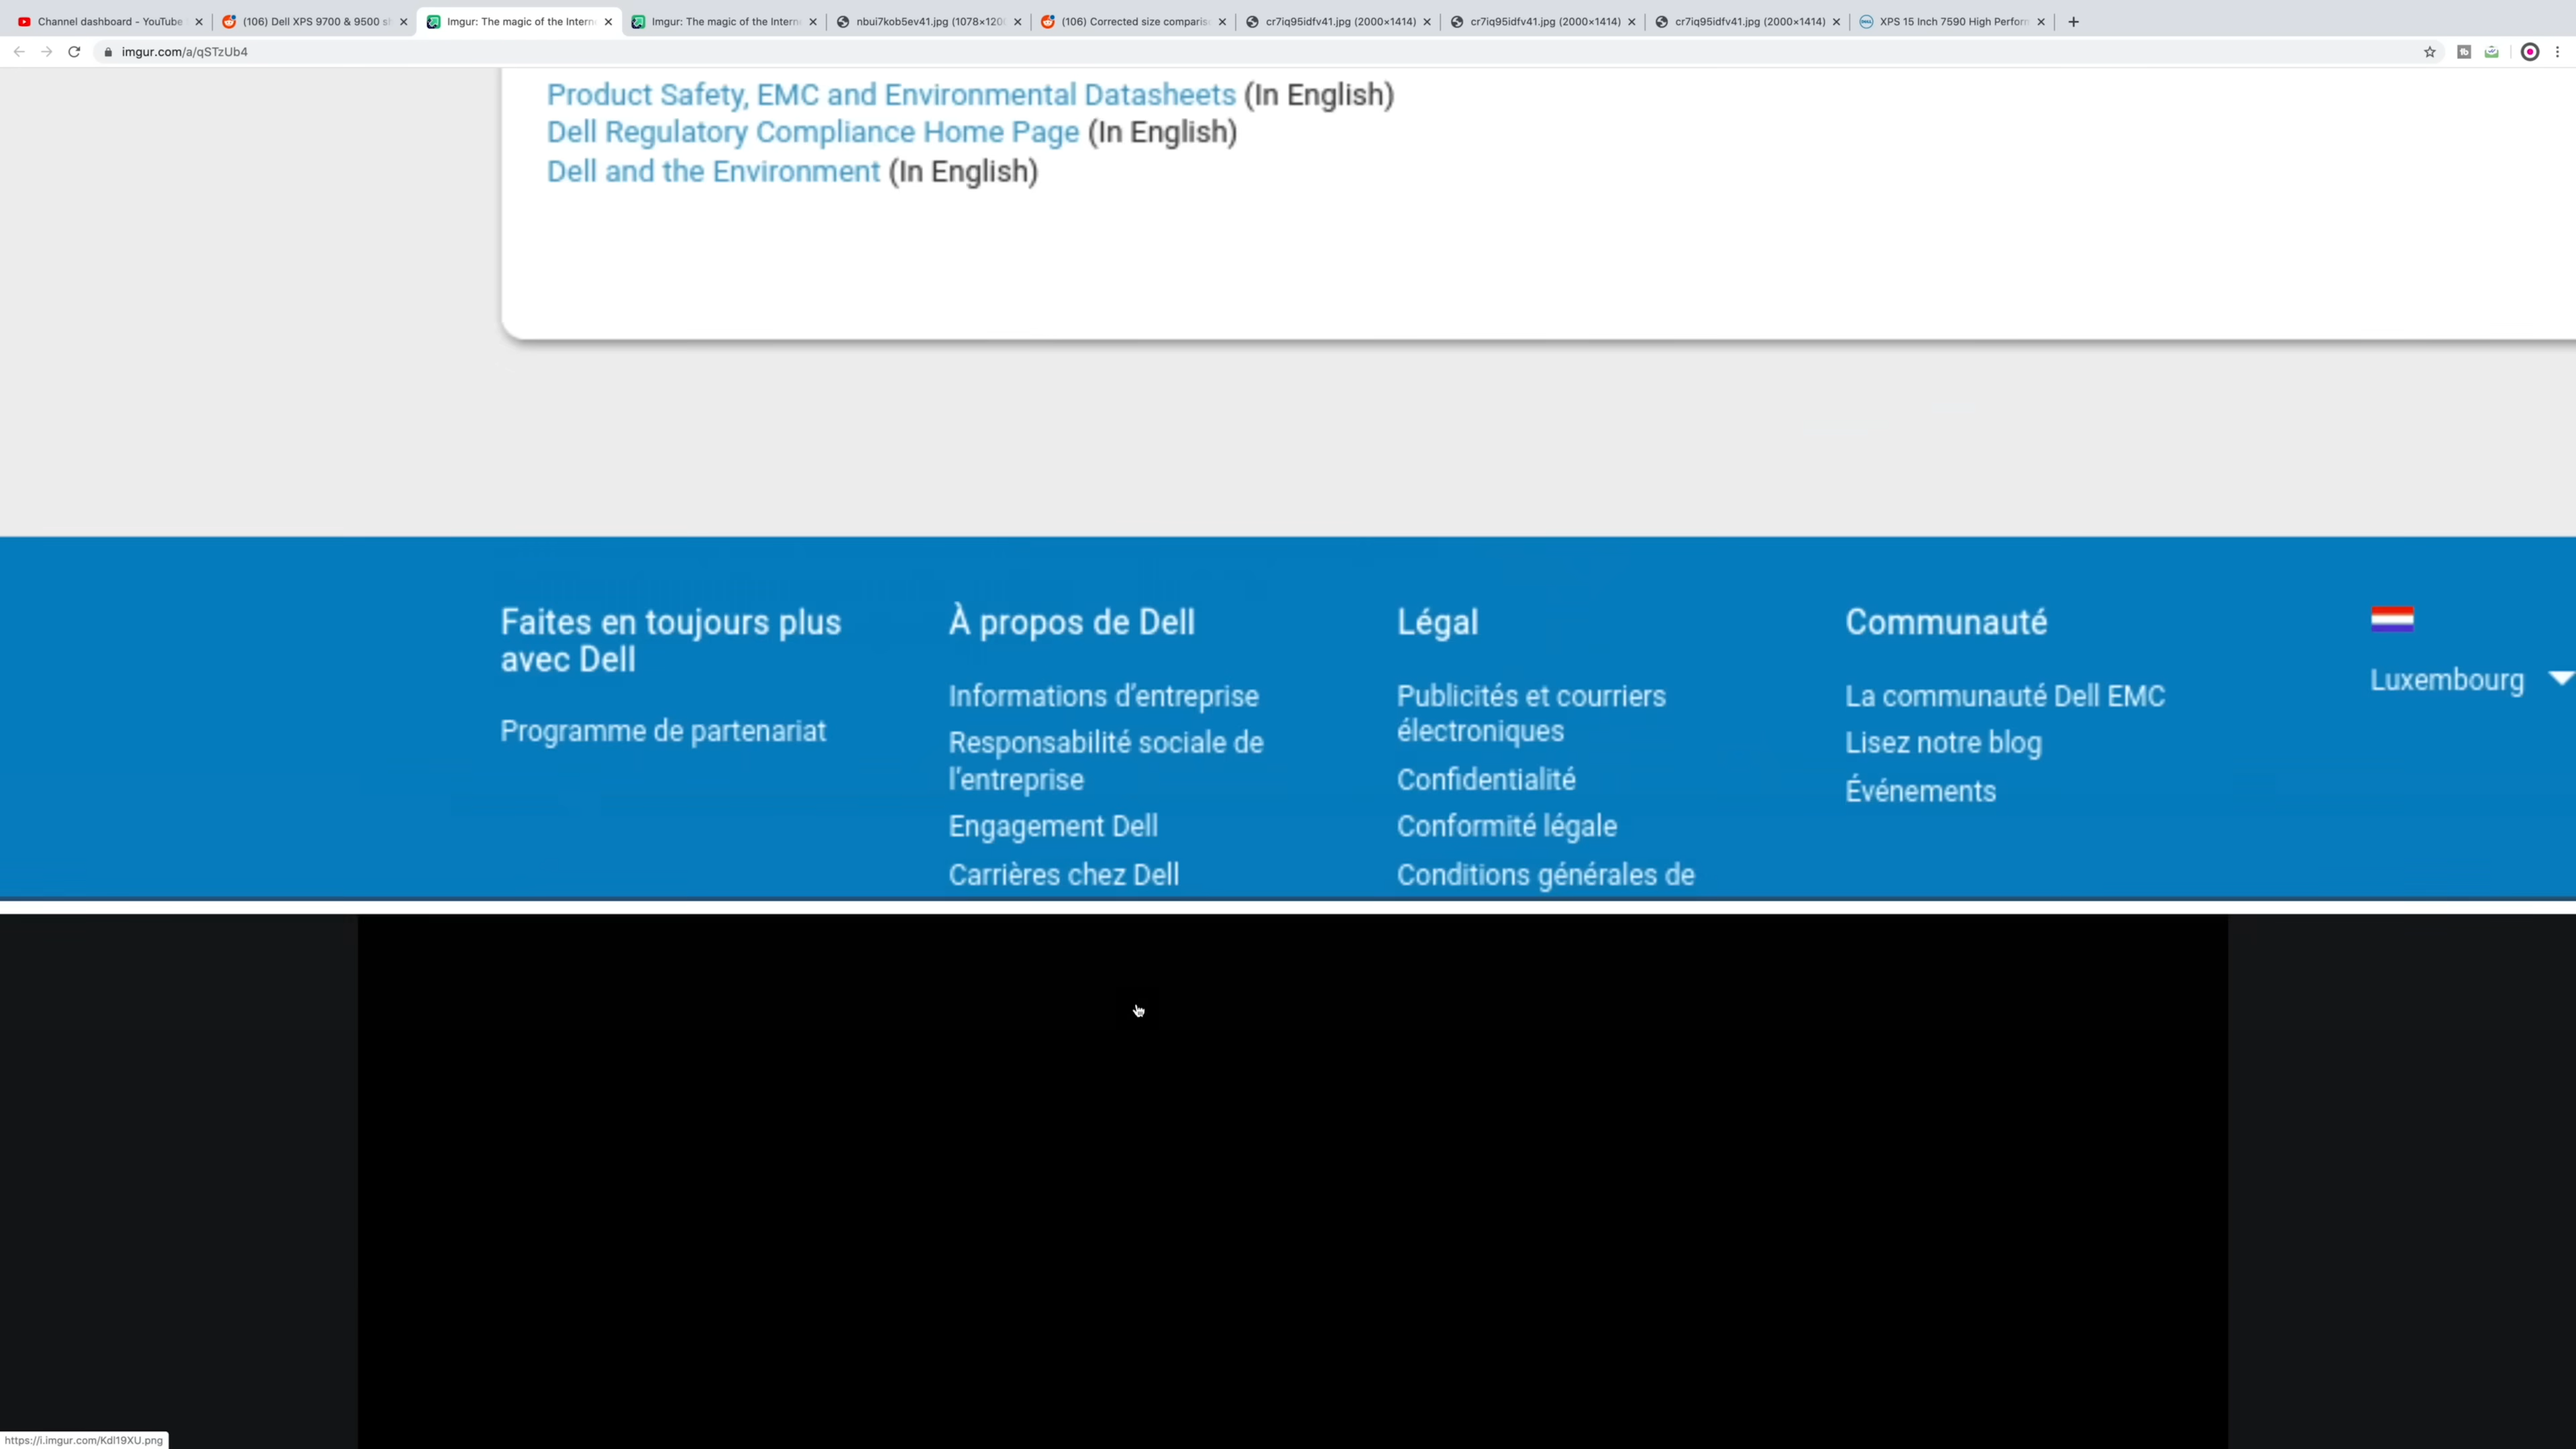 Channel dashboard - YouTube
(106) Dell XPS 9700 & 9500 s
Imgur: The magic of the Intern
Imgur: The magic of the Intern
nbui7kob5ev41.jpg (1078×120
(106) Corrected size comparis
cr7iq95idfv41.jpg (2000×1414)
cr7iq95idfv41.jpg (2000×1414)
cr7iq95idfv41.jpg (2000×1414)
XPS 15 Inch 7590 High Perfor
imgur.com/a/qSTzUb4
Product Safety, EMC and Environmental Datasheets (In English)
Dell Regulatory Compliance Home Page (In English)
Dell and the Environment (In English)
Faites en toujours plus
avec Dell
Programme de partenariat
À propos de Dell
Informations d'entreprise
Responsabilité sociale de
l'entreprise
Engagement Dell
Carrières chez Dell
Légal
Publicités et courriers
électroniques
Confidentialité
Conformité légale
Conditions générales de
Communauté
La communauté Dell EMC
Lisez notre blog
Événements
Luxembourg
https://i.imgur.com/Kdl19XU.png